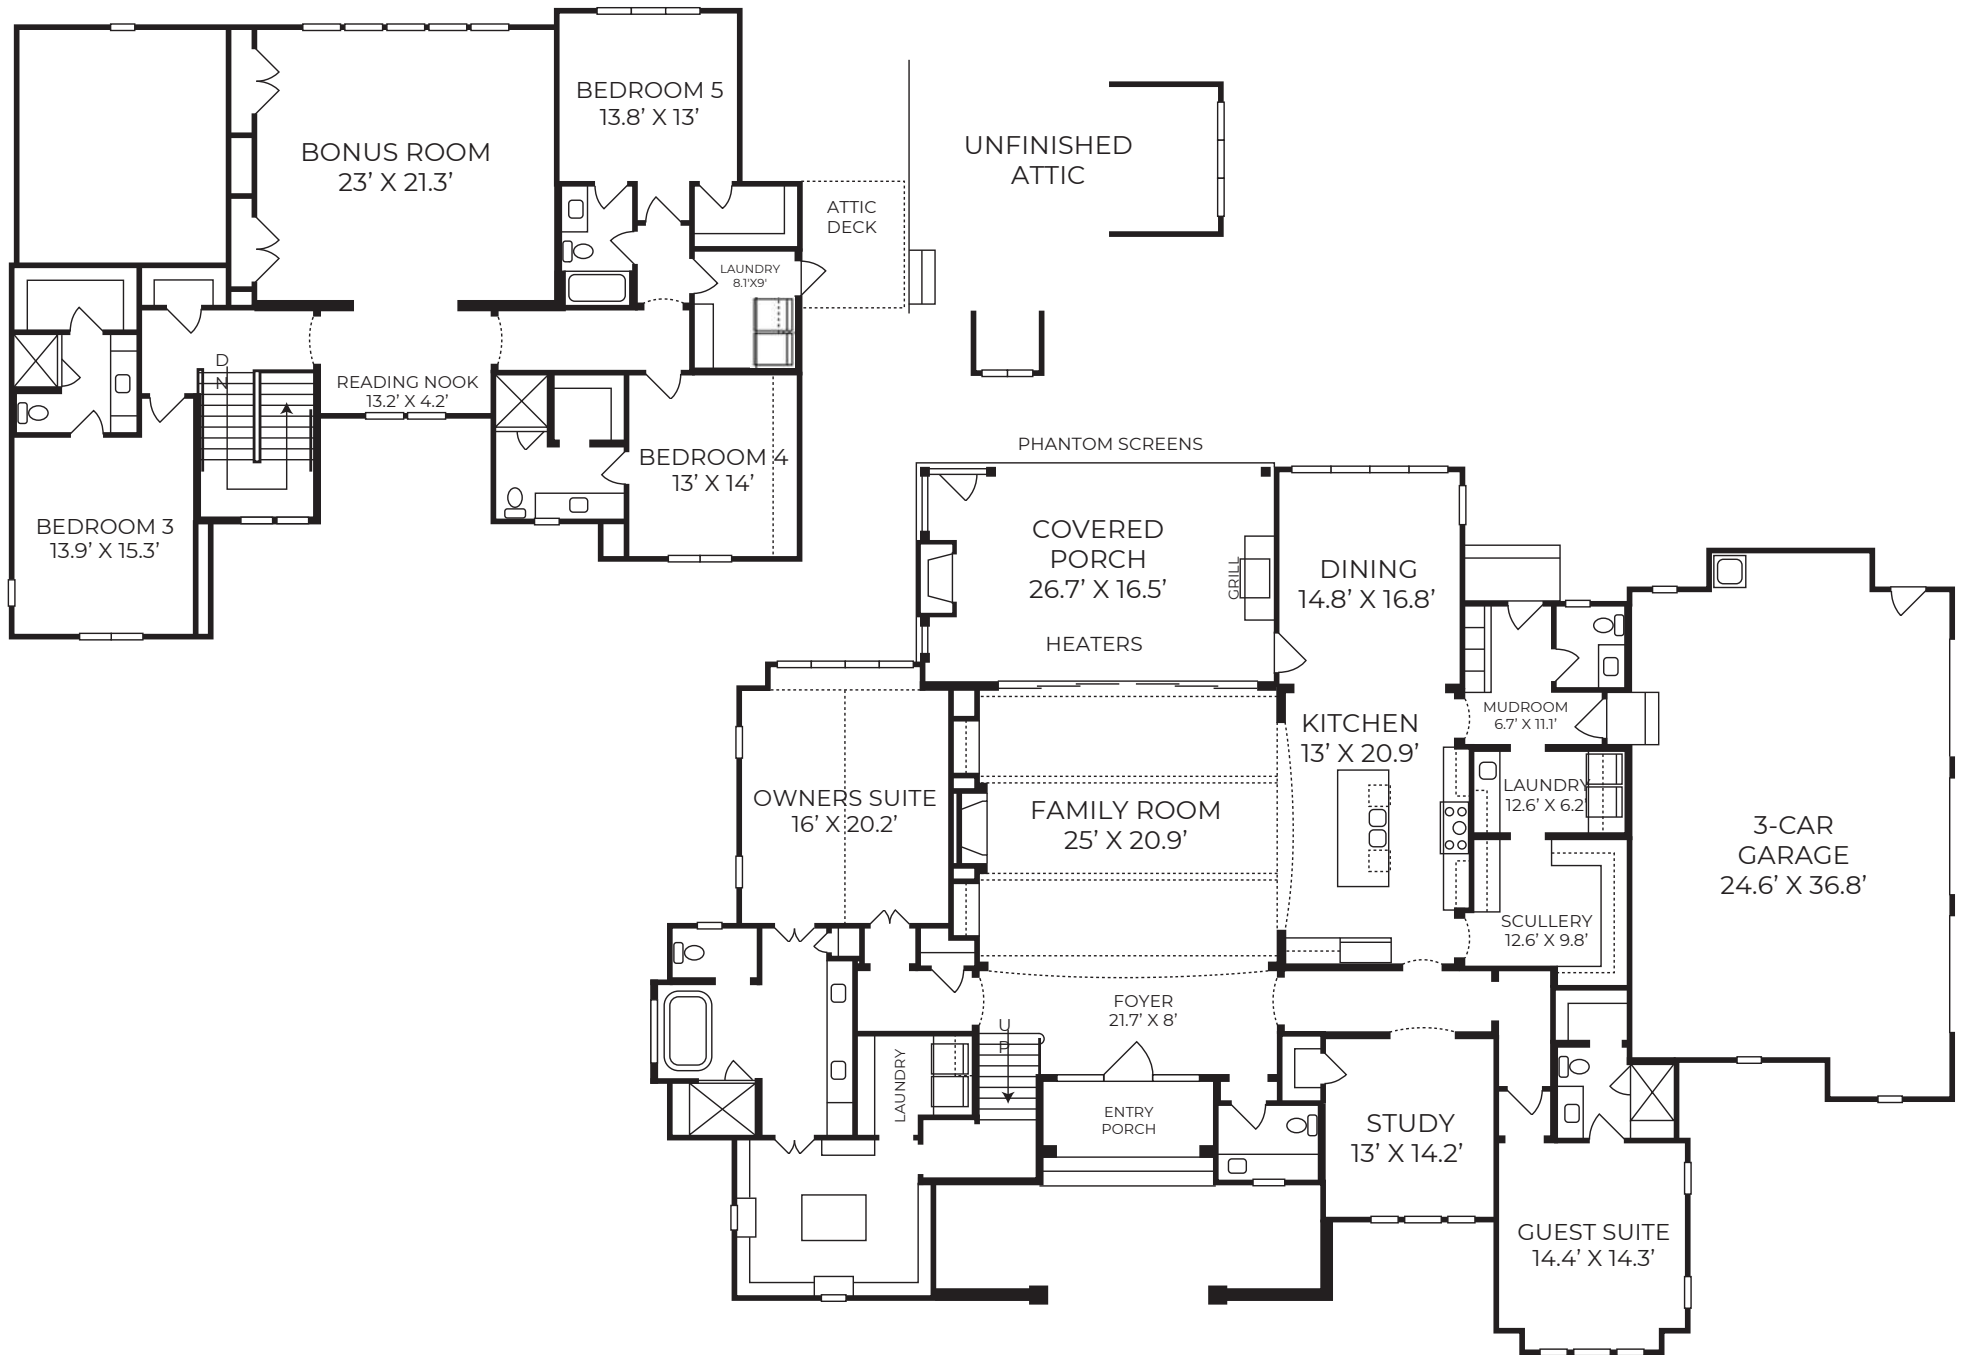 BEDROOM 5
13.8’ X 13’
BONUS ROOM
23’ X 21.3’
UNFINISHED
ATTIC
ATTIC
DECK
LAUNDRY
8.1'X9'
DN
READING NOOK
13.2’ X 4.2’
BEDROOM 4
13’ X 14’
BEDROOM 3
13.9’ X 15.3’
PHANTOM SCREENS
COVERED
PORCH
26.7’ X 16.5’
GRILL
HEATERS
DINING
14.8’ X 16.8’
MUDROOM
6.7’ X 11.1’
KITCHEN
13’ X 20.9’
OWNERS SUITE
16’ X 20.2’
FAMILY ROOM
25’ X 20.9’
LAUNDRY
12.6’ X 6.2’
3-CAR
GARAGE
24.6’ X 36.8’
SCULLERY
12.6’ X 9.8’
FOYER
21.7’ X 8’
UP
LAUNDRY
ENTRY
PORCH
STUDY
13’ X 14.2’
GUEST SUITE
14.4’ X 14.3’